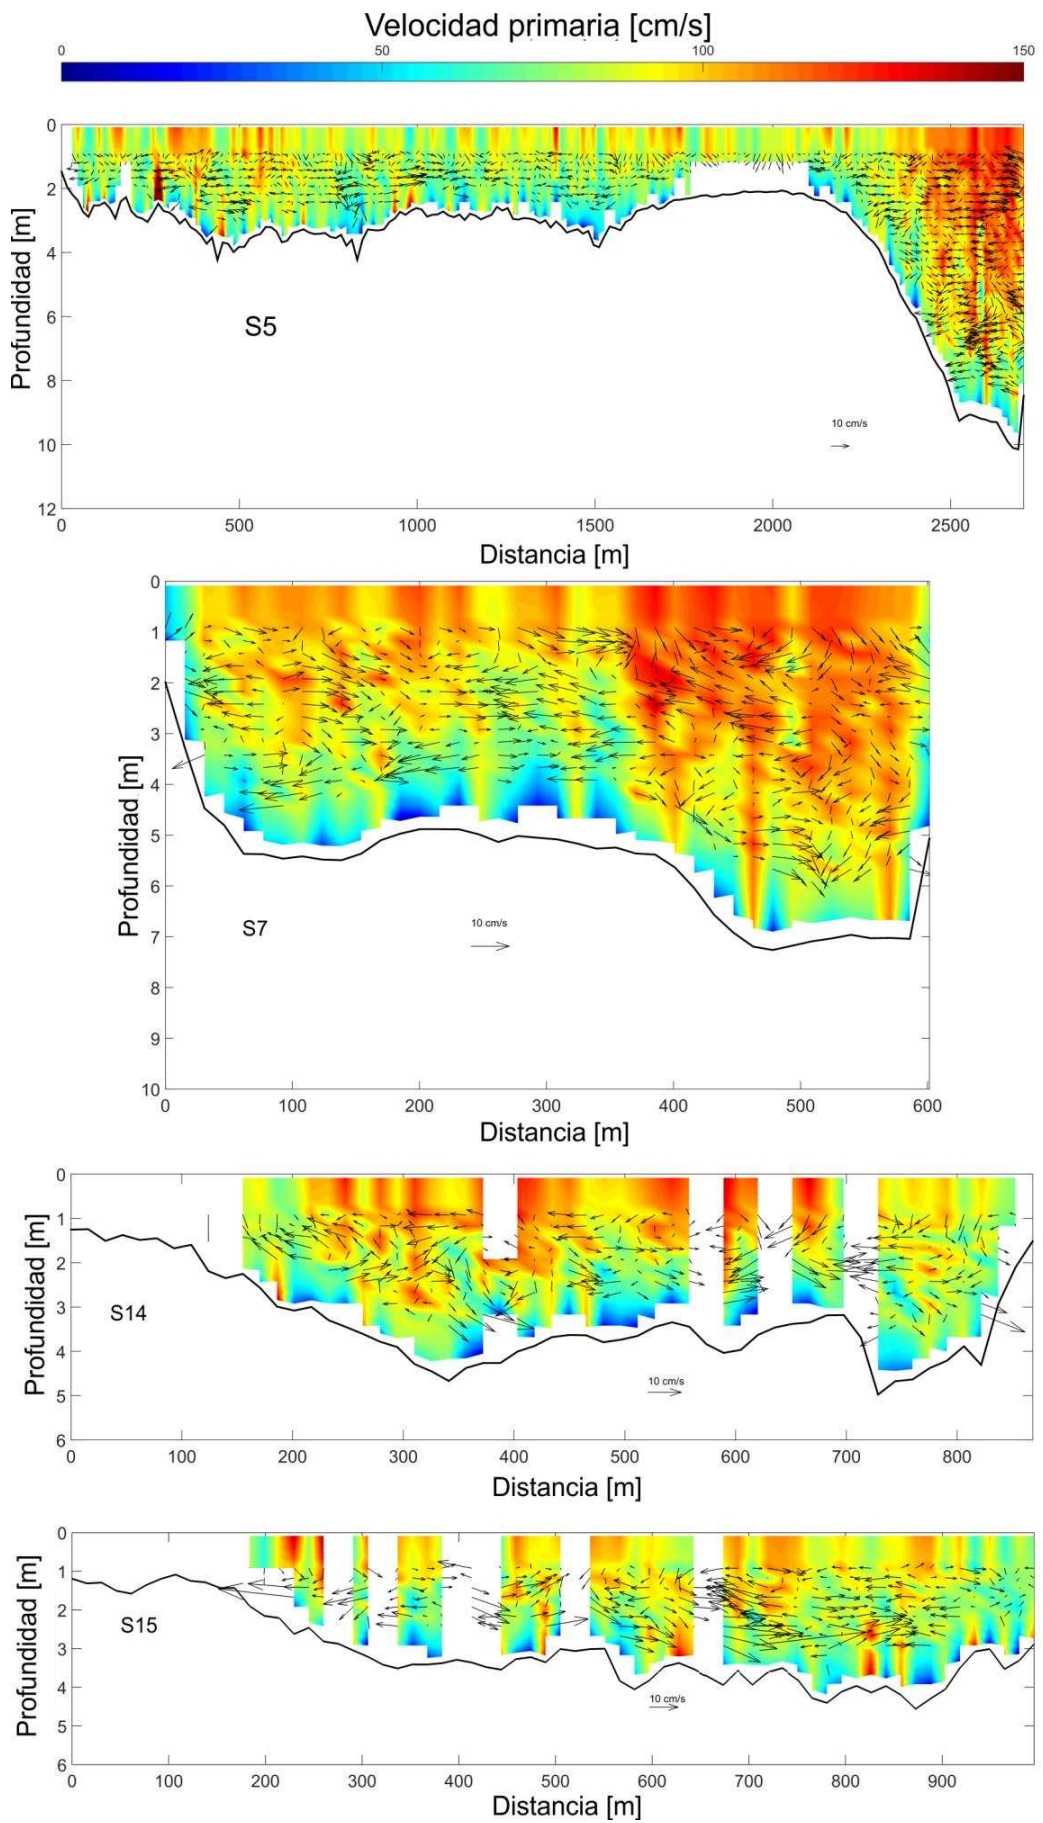 Velocidad primaria [cm/s]
0 50 100 150
0
2
4
6
8
10
12
Profundidad [m]
S5
10 cm/s
0 500 1000 1500 2000 2500
Distancia [m]
0
1
2
3
4
5
6
7
8
9
10
Profundidad [m]
S7
10 cm/s
0 100 200 300 400 500 600
Distancia [m]
0
1
2
3
4
5
6
Profundidad [m]
S14
10 cm/s
0 100 200 300 400 500 600 700 800
Distancia [m]
0
1
2
3
4
5
6
Profundidad [m]
S15
10 cm/s
0 100 200 300 400 500 600 700 800 900
Distancia [m]